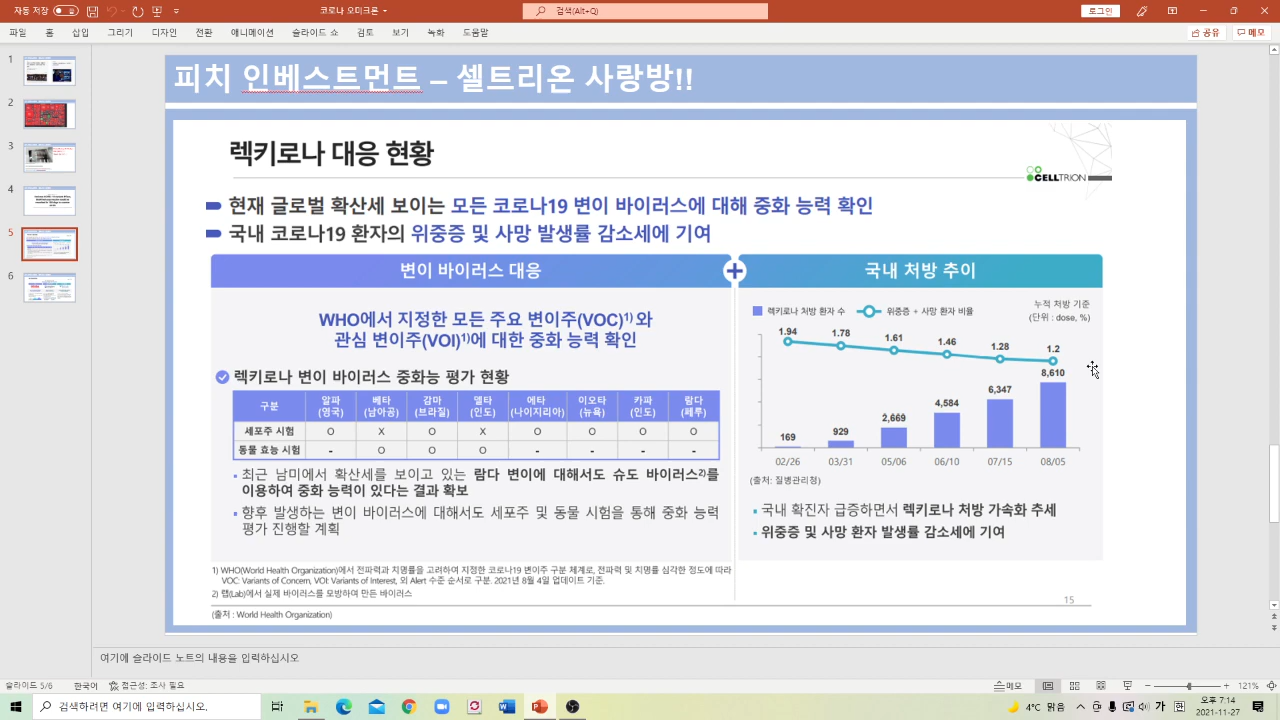 자동 저장
코로나 오미크론
검색(Alt+Q)
로그인
파일 홈 삽입 그리기 디자인 전환 애니메이션 슬라이드 쇼 검토 보기 녹화 도움말
공유 메모
1
2
3
4
5
6
피치 인베스트먼트 – 셀트리온 사랑방!!
렉키로나 대응 현황
CELLTRION
현재 글로벌 확산세 보이는 모든 코로나19 변이 바이러스에 대해 중화 능력 확인
국내 코로나19 환자의 위중증 및 사망 발생률 감소세에 기여
변이 바이러스 대응
WHO에서 지정한 모든 주요 변이주(VOC)1) 와
관심 변이주(VOI)1)에 대한 중화 능력 확인
렉키로나 변이 바이러스 중화능 평가 현황
구분 알파 (영국) 베타 (남아공) 감마 (브라질) 델타 (인도) 에타 (나이지리아) 이오타 (뉴욕) 카파 (인도) 람다 (페루)
세포주 시험 O X O X O O O O
동물 효능 시험 - O O O - - - -
최근 남미에서 확산세를 보이고 있는 람다 변이에 대해서도 슈도 바이러스2)를
이용하여 중화 능력이 있다는 결과 확보
향후 발생하는 변이 바이러스에 대해서도 세포주 및 동물 시험을 통해 중화 능력
평가 진행할 계획
국내 처방 추이
렉키로나 처방 환자 수 위중증 + 사망 환자 비율
누적 처방 기준
(단위 : dose, %)
1.94 1.78 1.61 1.46 1.28 1.2
169 929 2,669 4,584 6,347 8,610
02/26 03/31 05/06 06/10 07/15 08/05
(출처: 질병관리청)
국내 확진자 급증하면서 렉키로나 처방 가속화 추세
위중증 및 사망 환자 발생률 감소세에 기여
1) WHO(World Health Organization)에서 전파력과 치명률을 고려하여 지정한 코로나19 변이주 구분 체계로, 전파력 및 치명률 심각한 정도에 따라
VOC: Variants of Concern, VOI: Variants of Interest, 외 Alert 수준 순서로 구분. 2021년 8월 4일 업데이트 기준.
2) 랩(Lab)에서 실제 바이러스를 모방하여 만든 바이러스
15
(출처 : World Health Organization)
여기에 슬라이드 노트의 내용을 입력하십시오
슬라이드 5/6 한국어 접근성: 조사 필요 메모 121%
검색하려면 여기에 입력하십시오.
오후 7:14
2021-12-17